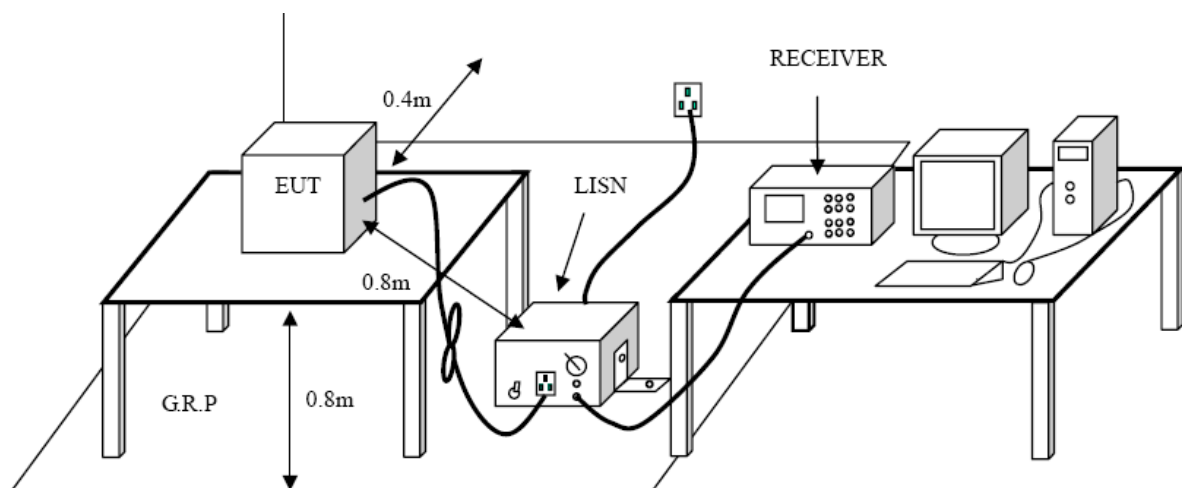 RECEIVER
0.4m
EUT
LISN
0.8m
G.R.P
0.8m